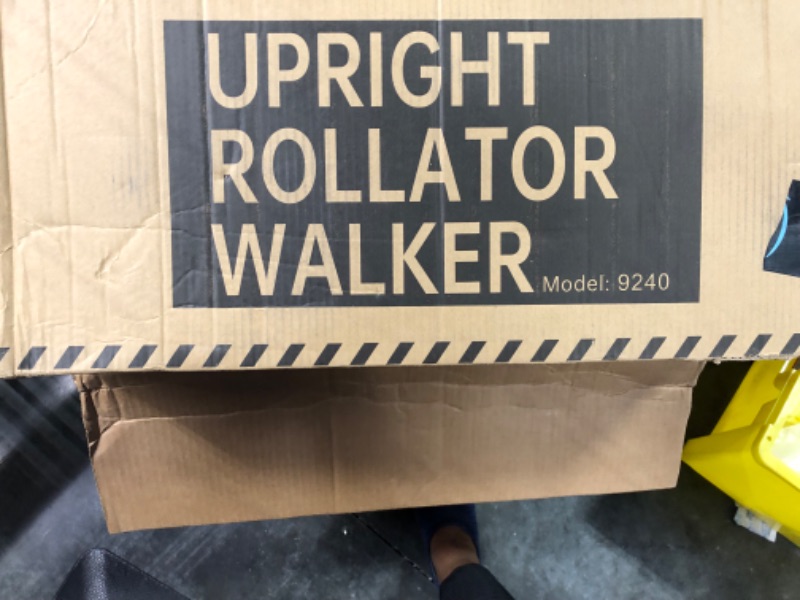 UPRIGHT
ROLLATOR
WALKER
Model: 9240